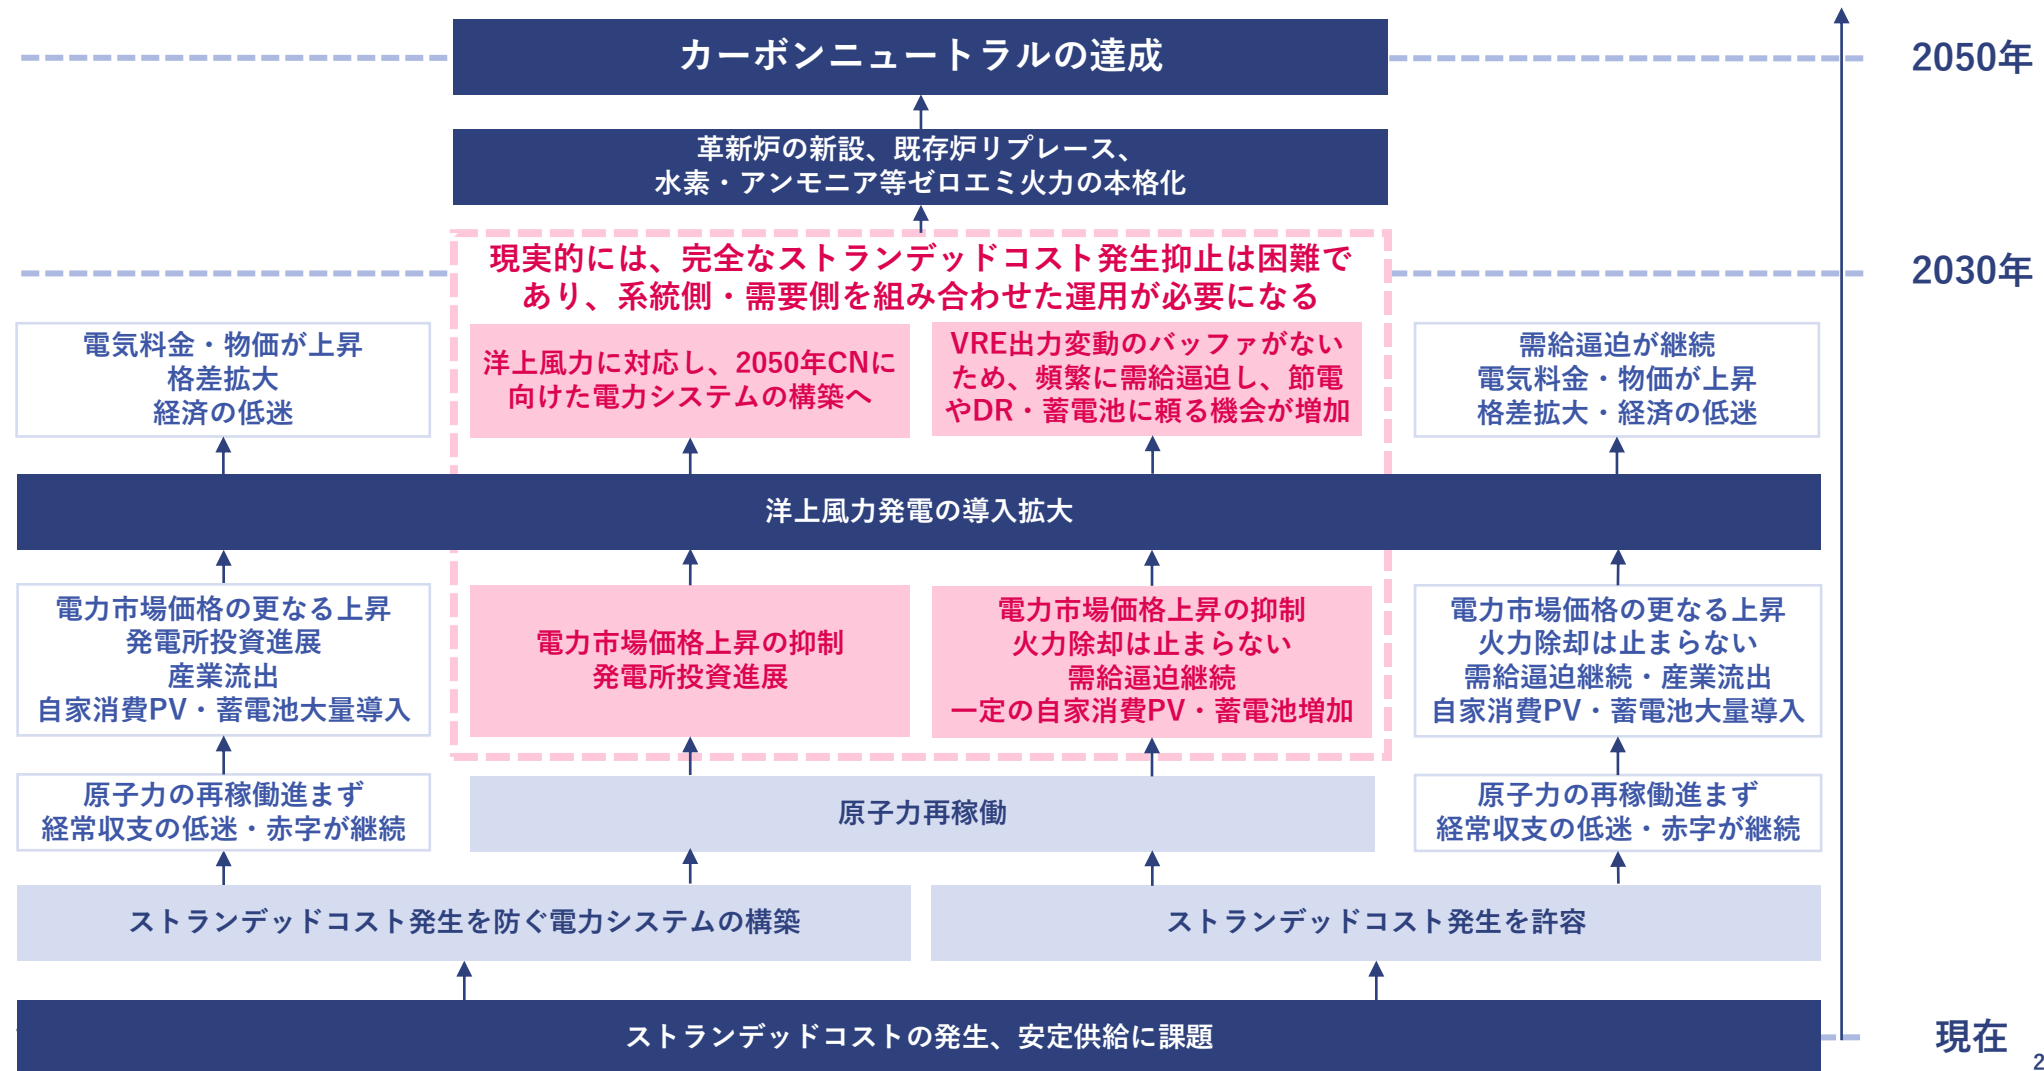 カーボンニュートラルの達成
2050年
革新炉の新設、既存炉リプレース、
水素・アンモニア等ゼロエミ火力の本格化
現実的には、完全なストランデッドコスト発生抑止は困難で
あり、系統側・需要側を組み合わせた運用が必要になる
2030年
電気料金・物価が上昇
格差拡大
経済の低迷
洋上風力に対応し、2050年CNに
向けた電力システムの構築へ
VRE出力変動のバッファがない
ため、頻繁に需給逼迫し、節電
やDR・蓄電池に頼る機会が増加
需給逼迫が継続
電気料金・物価が上昇
格差拡大・経済の低迷
洋上風力発電の導入拡大
電力市場価格の更なる上昇
発電所投資進展
産業流出
自家消費PV・蓄電池大量導入
電力市場価格上昇の抑制
発電所投資進展
電力市場価格上昇の抑制
火力除却は止まらない
需給逼迫継続
一定の自家消費PV・蓄電池増加
電力市場価格の更なる上昇
火力除却は止まらない
需給逼迫継続・産業流出
自家消費PV・蓄電池大量導入
原子力の再稼働進まず
経常収支の低迷・赤字が継続
原子力再稼働
原子力の再稼働進まず
経常収支の低迷・赤字が継続
ストランデッドコスト発生を防ぐ電力システムの構築
ストランデッドコスト発生を許容
ストランデッドコストの発生、安定供給に課題
現在
2